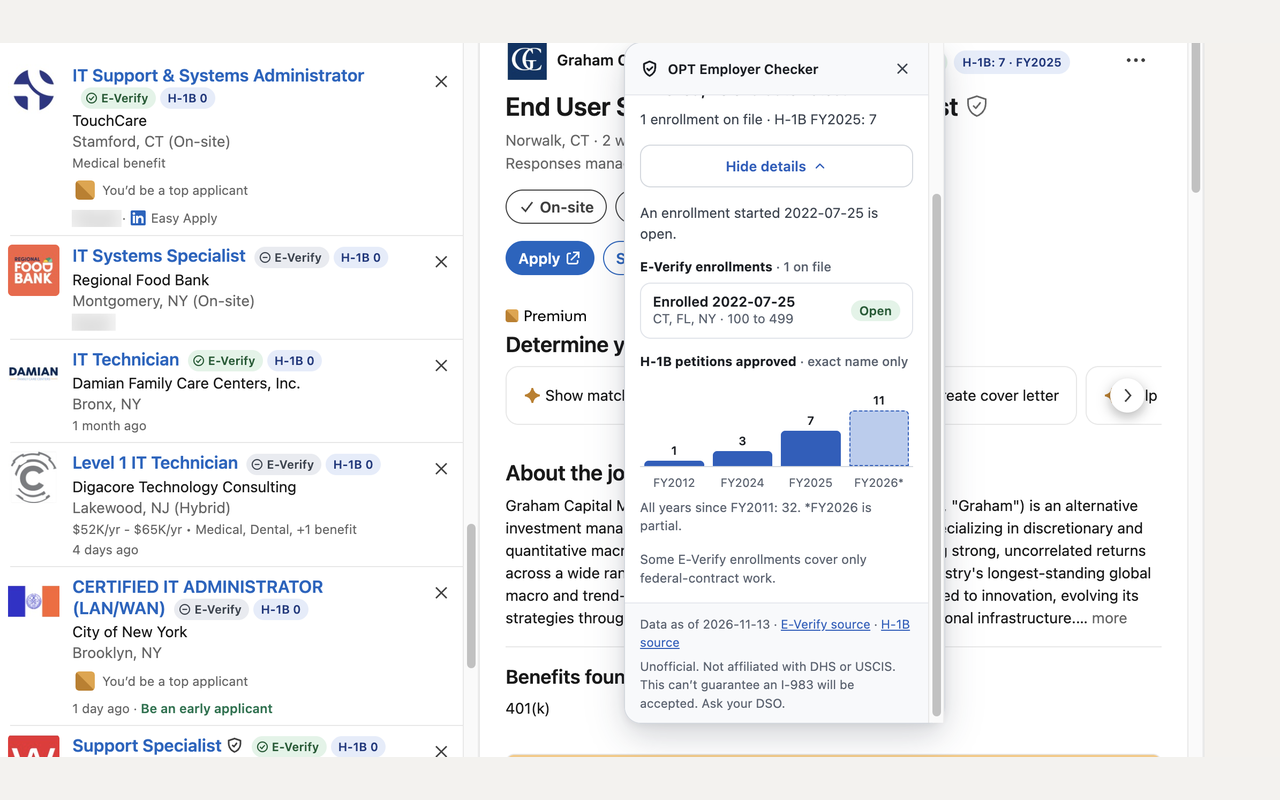 IT Support & Systems Administrator
E-Verify H-1B 0
TouchCare
Stamford, CT (On-site)
Medical benefit
You'd be a top applicant
· in Easy Apply
REGIONAL
FOOD
BANK
IT Systems Specialist E-Verify H-1B 0
Regional Food Bank
Montgomery, NY (On-site)
DAMIAN
IT Technician E-Verify H-1B 0
Damian Family Care Centers, Inc.
Bronx, NY
1 month ago
Level 1 IT Technician E-Verify H-1B 0
Digacore Technology Consulting
Lakewood, NJ (Hybrid)
$52K/yr - $65K/yr • Medical, Dental, +1 benefit
4 days ago
CERTIFIED IT ADMINISTRATOR
(LAN/WAN) E-Verify H-1B 0
City of New York
Brooklyn, NY
You'd be a top applicant
1 day ago · Be an early applicant
Support Specialist E-Verify H-1B 0
GC
Graham C
H-1B: 7 · FY2025
End User S
st
Norwalk, CT · 2 w
Responses mana
On-site
Apply
S
Premium
Determine y
Show matcl
eate cover letter
lp
About the jo
Graham Capital M
. "Graham") is an alternative
investment mana
cializing in discretionary and
quantitative macr
strong, uncorrelated returns
across a wide ran
stry's longest-standing global
macro and trend-
ed to innovation, evolving its
strategies throug
onal infrastructure.... more
Benefits foun
401(k)
OPT Employer Checker
1 enrollment on file · H-1B FY2025: 7
Hide details
An enrollment started 2022-07-25 is
open.
E-Verify enrollments · 1 on file
Enrolled 2022-07-25
CT, FL, NY · 100 to 499
Open
H-1B petitions approved · exact name only
1 3 7 11
FY2012 FY2024 FY2025 FY2026*
All years since FY2011: 32. *FY2026 is
partial.
Some E-Verify enrollments cover only
federal-contract work.
Data as of 2026-11-13 · E-Verify source · H-1B
source
Unofficial. Not affiliated with DHS or USCIS.
This can't guarantee an I-983 will be
accepted. Ask your DSO.